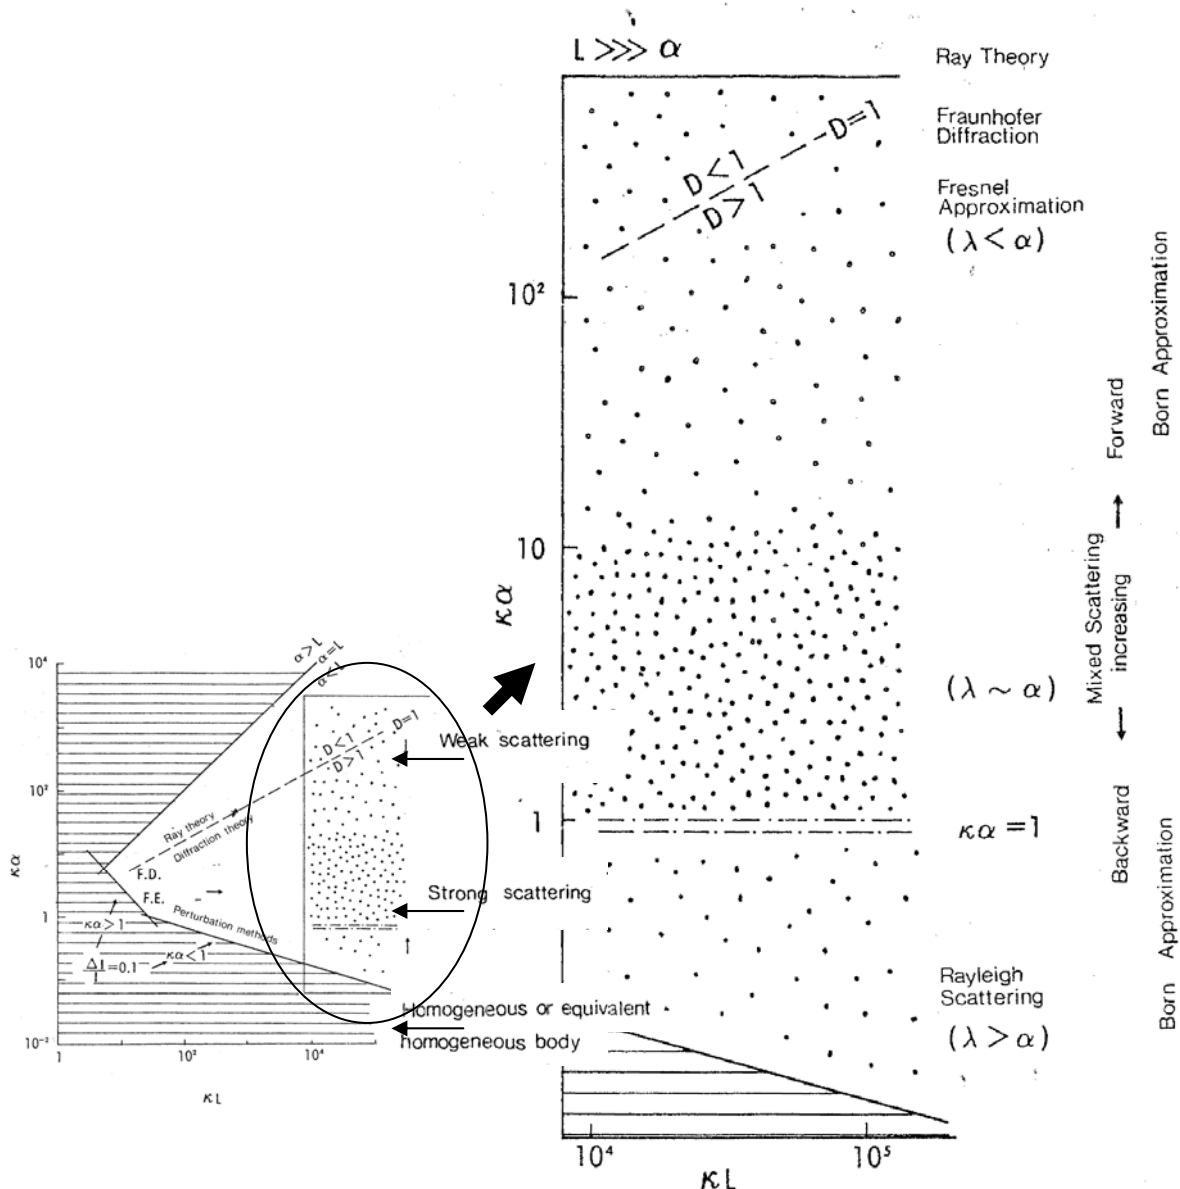 L >>> α
Ray Theory
Fraunhofer
Diffraction
D=1
D < 1
D > 1
Fresnel
Approximation
(λ < α)
10²
10
1
κα
κL
10⁴
10⁵
(λ ~ α)
κα = 1
Rayleigh
Scattering
(λ > α)
Backward ← Mixed Scattering increasing → Forward
Born Approximation
Born Approximation
10⁴
10²
1
10⁻²
κα
1
10²
10⁴
κL
α>L
α=L
α<L
D=1
D<1
D>1
Ray theory
Diffraction theory
F.D.
F.E.
→
Perturbation methods
κα>1
κα<1
ΔI/I=0.1
Weak scattering
Strong scattering
Homogeneous or equivalent
homogeneous body